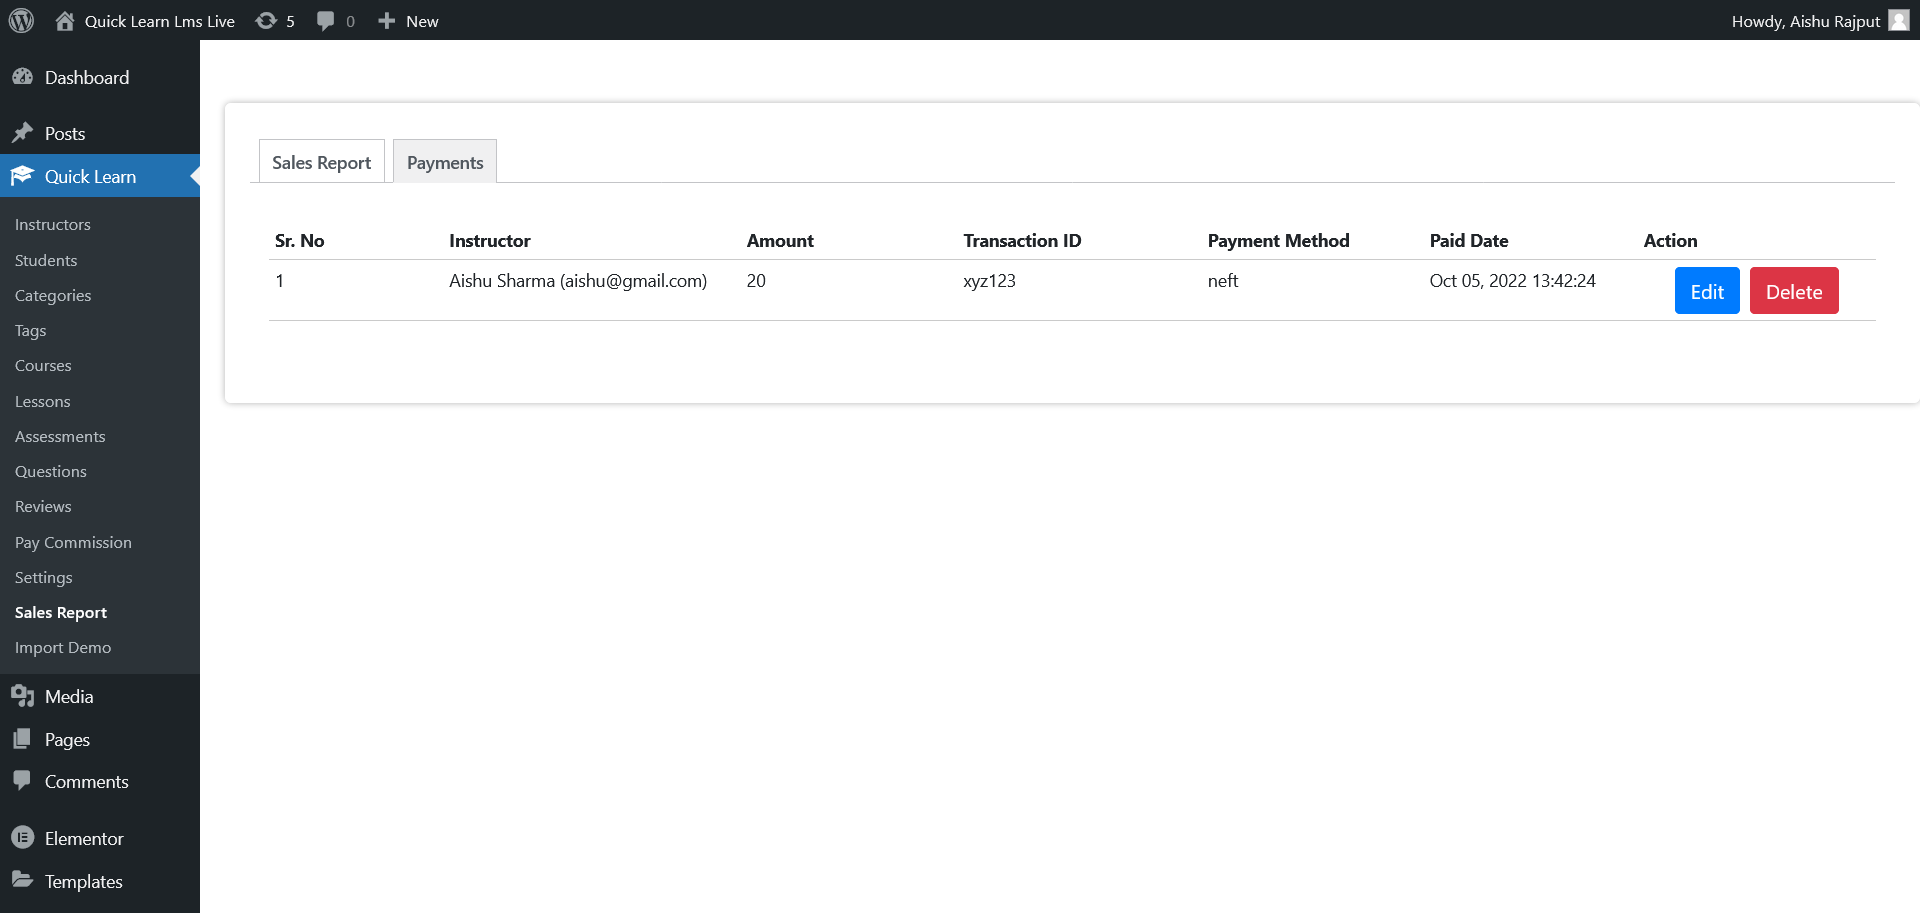 Quick Learn Lms Live 5 0 New Howdy, Aishu Rajput
Dashboard
Posts
Quick Learn
Instructors
Students
Categories
Tags
Courses
Lessons
Assessments
Questions
Reviews
Pay Commission
Settings
Sales Report
Import Demo
Media
Pages
Comments
Elementor
Templates
Sales Report Payments
Sr. No Instructor Amount Transaction ID Payment Method Paid Date Action
1 Aishu Sharma (aishu@gmail.com) 20 xyz123 neft Oct 05, 2022 13:42:24 Edit Delete